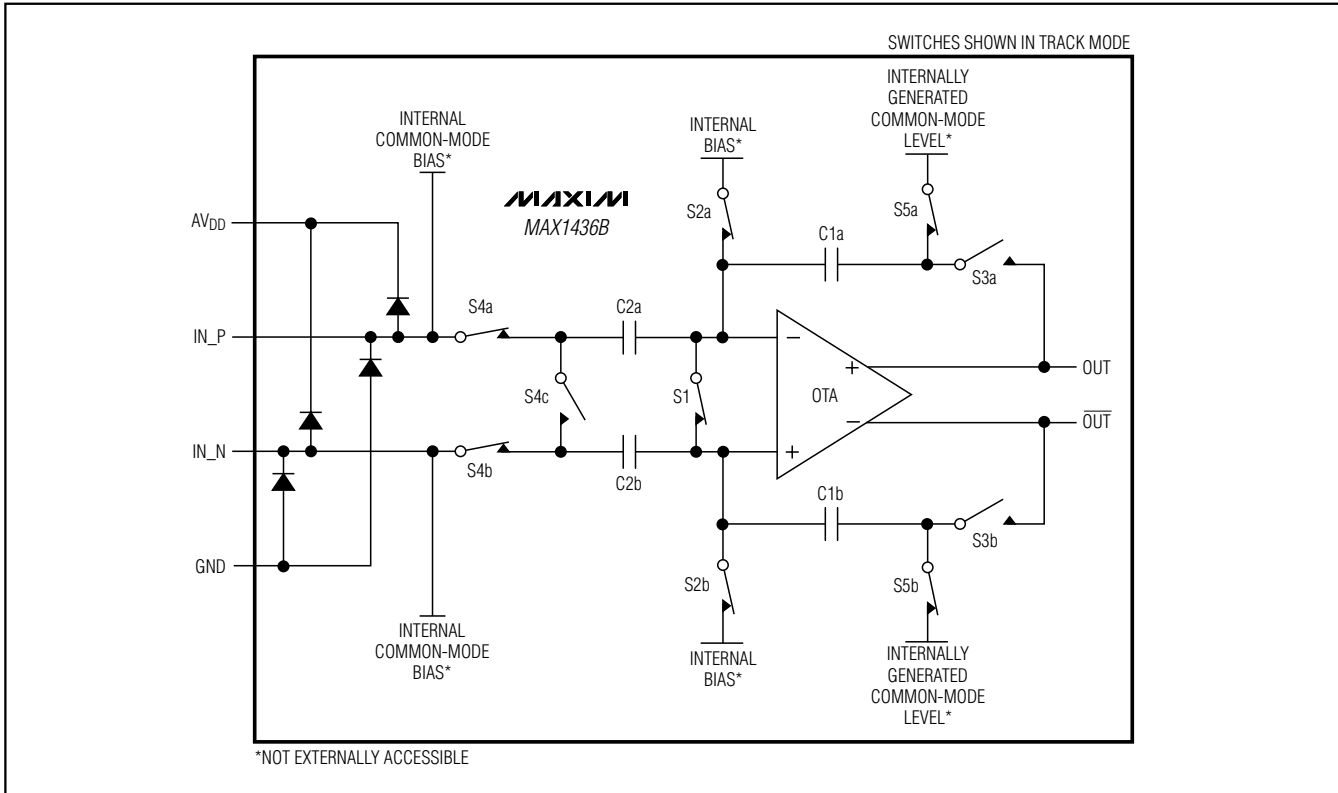 SWITCHES SHOWN IN TRACK MODE
INTERNALLY
GENERATED
COMMON-MODE
LEVEL*
INTERNAL
COMMON-MODE
BIAS*
INTERNAL
BIAS*
MAXIM
MAX1436B
AVDD
S2a
S5a
C1a
S3a
S4a
C2a
IN_P
OUT
S4c
S1
OTA
−
+
+
−
OUT
IN_N
S4b
C2b
C1b
S3b
GND
S2b
S5b
INTERNAL
COMMON-MODE
BIAS*
INTERNAL
BIAS*
INTERNALLY
GENERATED
COMMON-MODE
LEVEL*
*NOT EXTERNALLY ACCESSIBLE